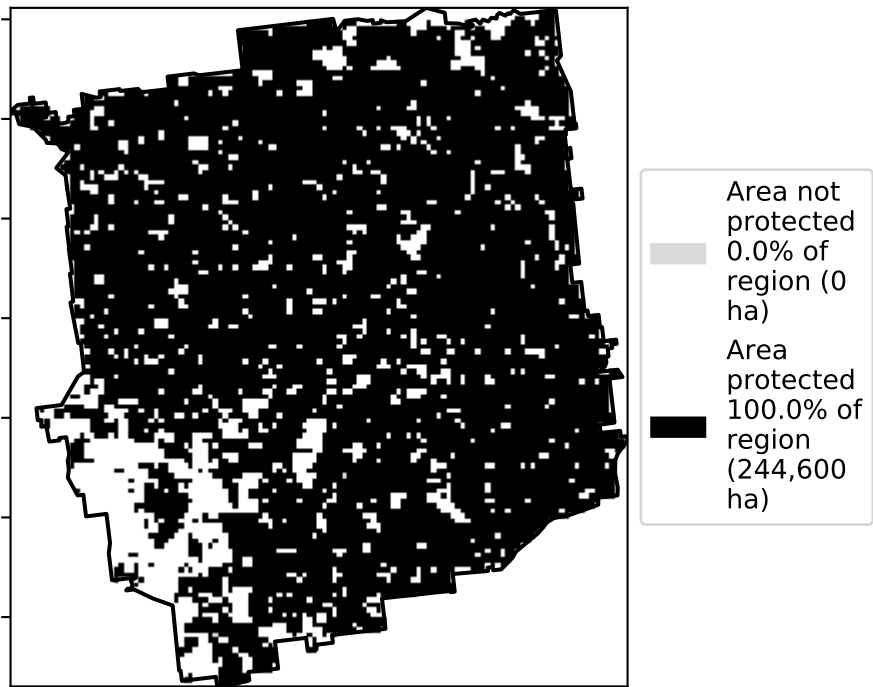 Area not
protected
0.0% of
region (0
ha)
Area
protected
100.0% of
region
(244,600
ha)